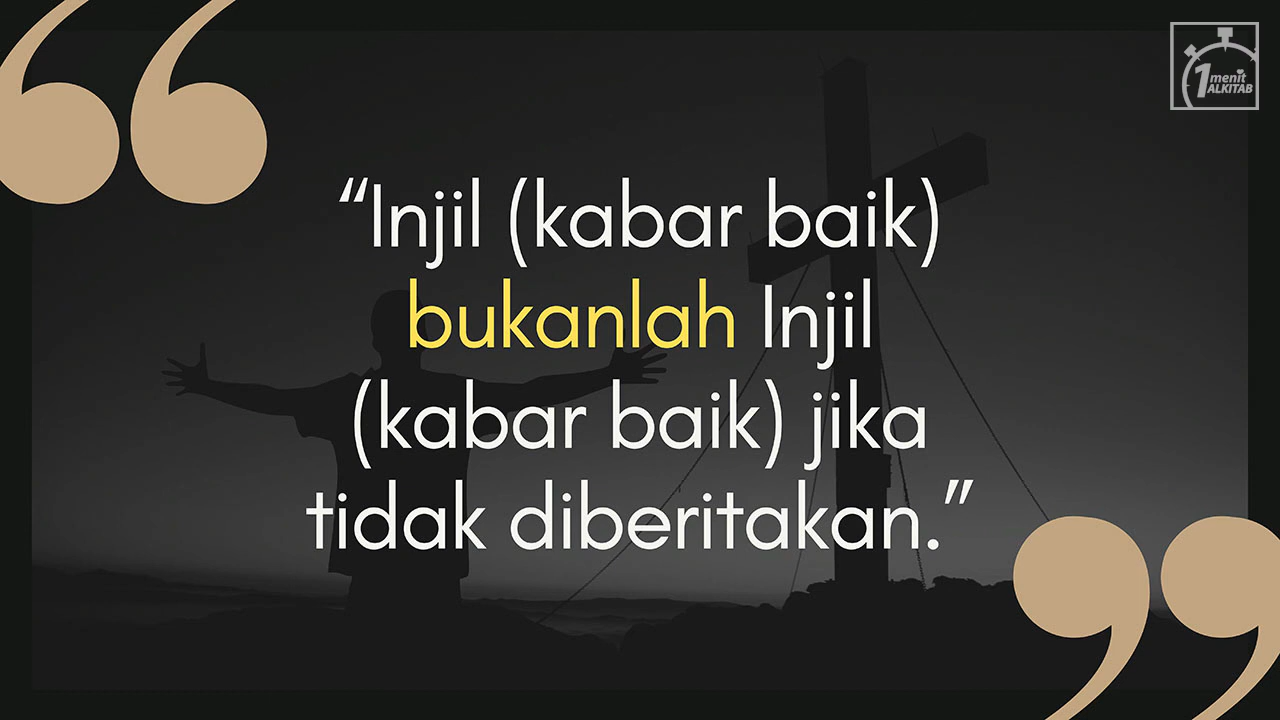 1 menit
ALKITAB
“Injil (kabar baik)
bukanlah Injil
(kabar baik) jika
tidak diberitakan.”